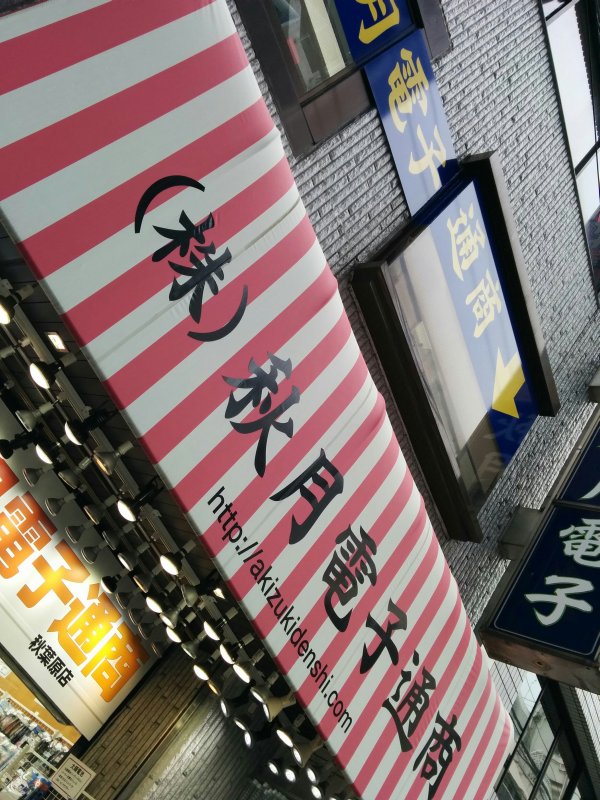 (株)秋月電子通商
http://akizukidenshi.com
月電子通商
電子通商
秋葉原店
電子